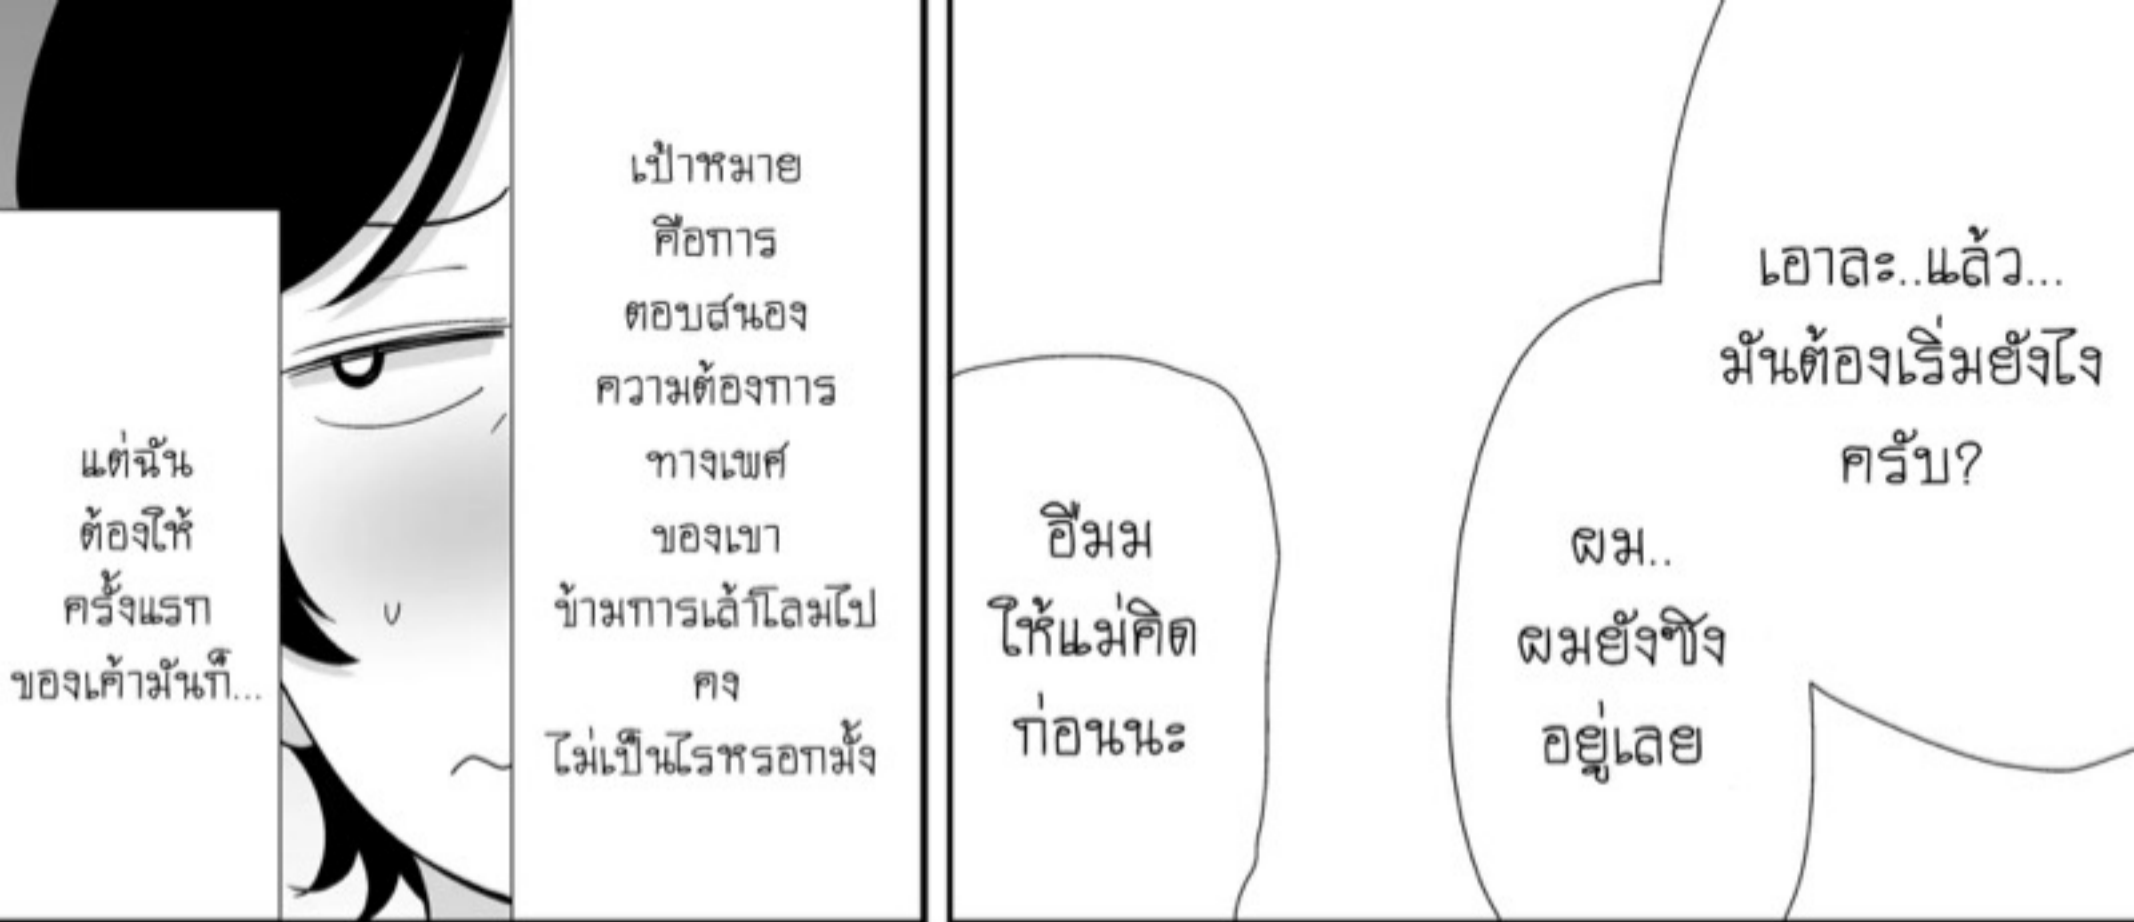 เอาละ..แล้ว...
มันต้องเริ่มยังไง
ครับ?
ผม..
ผมยังซิง
อยู่เลย
อืมม
ให้แม่คิด
ก่อนนะ
เป้าหมาย
คือการ
ตอบสนอง
ความต้องการ
ทางเพศ
ของเขา
ข้ามการเล้าโลมไป
คง
ไม่เป็นไรหรอกมั้ง
แต่ฉัน
ต้องให้
ครั้งแรก
ของเค้ามันก็...